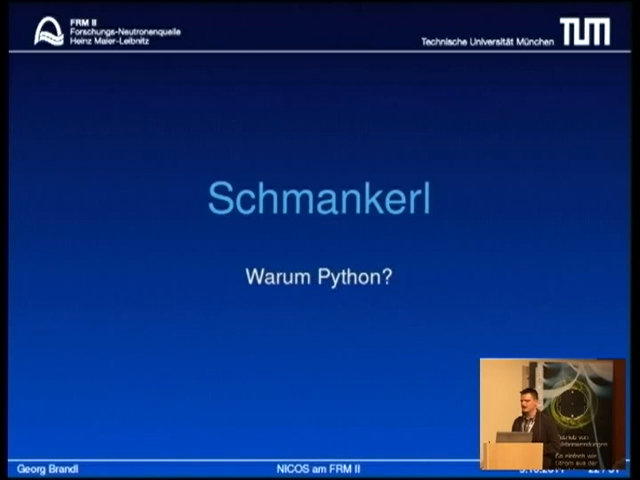 FRM II
Forschungs-Neutronenquelle
Heinz Maier-Leibnitz
Technische Universität München
TUM
Schmankerl
Warum Python?
Georg Brandl
NICOS am FRM II